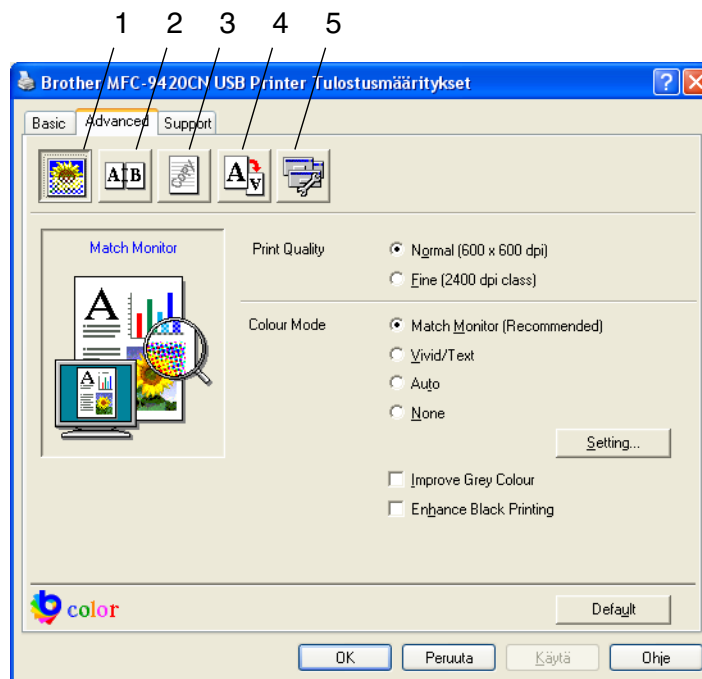 1 2 3 4 5
Brother MFC-9420CN USB Printer Tulostusmääritykset
Basic Advanced Support
A B
COPY
A A
Match Monitor
A
A
Print Quality
Normal (600 x 600 dpi)
Fine (2400 dpi class)
Colour Mode
Match Monitor (Recommended)
Vivid/Text
Auto
None
Setting...
Improve Grey Colour
Enhance Black Printing
color
Default
OK Peruuta Käytä Ohje